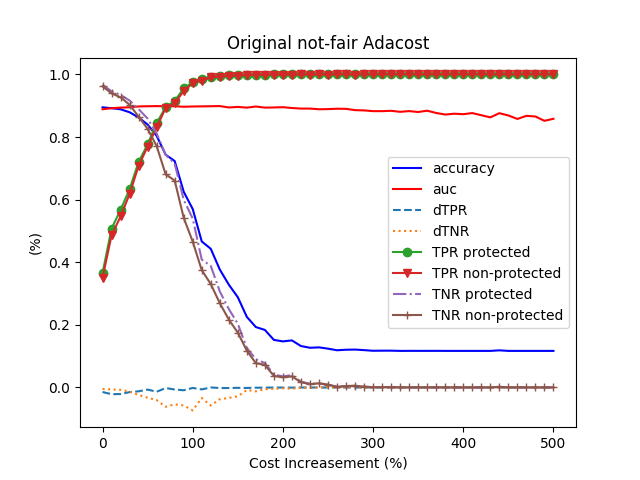 Original not-fair Adacost
1.0
0.8
0.6
0.4
0.2
0.0
(%)
accuracy
auc
dTPR
dTNR
TPR protected
TPR non-protected
TNR protected
TNR non-protected
0
100
200
300
400
500
Cost Increasement (%)